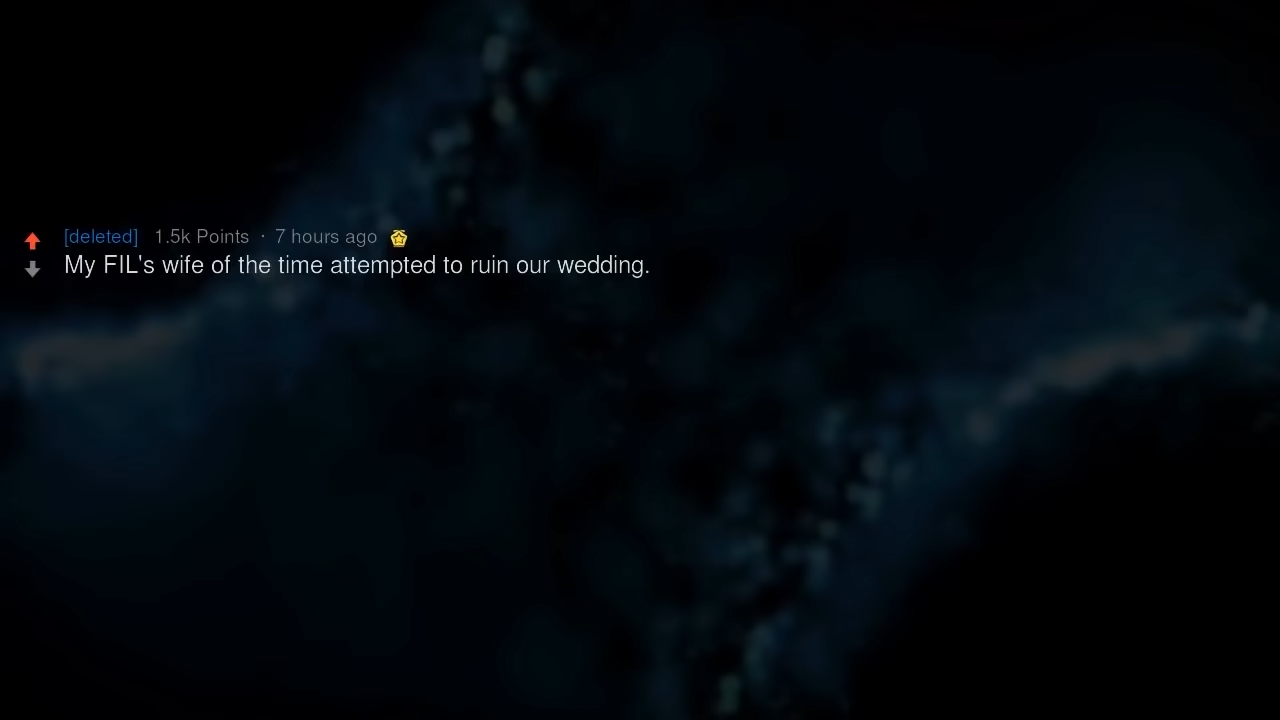 [deleted] 1.5k Points · 7 hours ago
My FIL's wife of the time attempted to ruin our wedding.